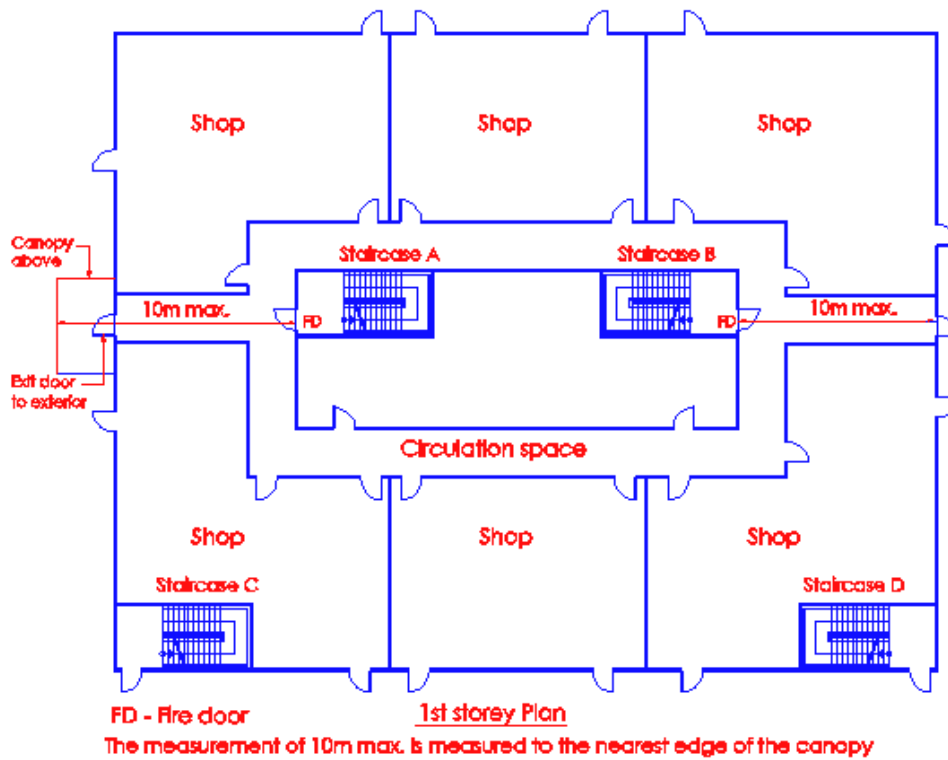 Shop
Shop
Shop
Canopy
above
Staircase A
Staircase B
10m max.
FD
FD
10m max.
Exit door
to exterior
Circulation space
Shop
Shop
Shop
Staircase C
Staircase D
FD - Fire door
1st storey Plan
The measurement of 10m max. is measured to the nearest edge of the canopy